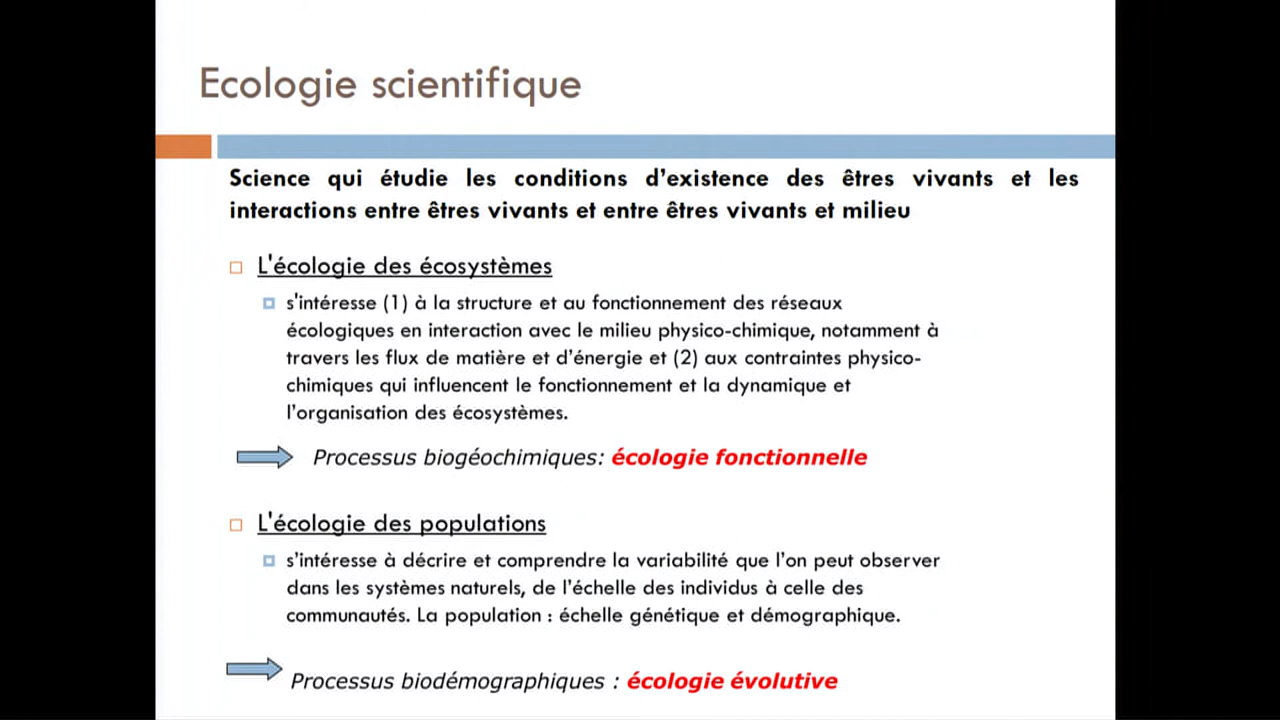 Ecologie scientifique
Science qui étudie les conditions d'existence des êtres vivants et les
interactions entre êtres vivants et entre êtres vivants et milieu
L'écologie des écosystèmes
s'intéresse (1) à la structure et au fonctionnement des réseaux
écologiques en interaction avec le milieu physico-chimique, notamment à
travers les flux de matière et d'énergie et (2) aux contraintes physico-
chimiques qui influencent le fonctionnement et la dynamique et
l'organisation des écosystèmes.
Processus biogéochimiques: écologie fonctionnelle
L'écologie des populations
s'intéresse à décrire et comprendre la variabilité que l'on peut observer
dans les systèmes naturels, de l'échelle des individus à celle des
communautés. La population : échelle génétique et démographique.
Processus biodémographiques : écologie évolutive